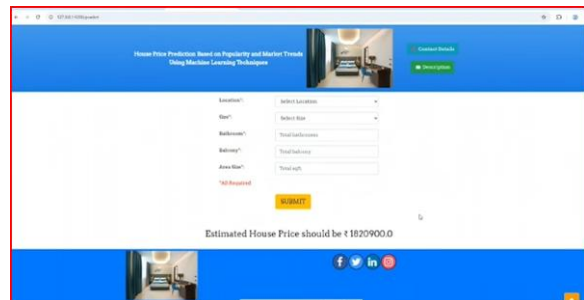 House Price Prediction Based on Popularity and Market Trends
Using Machine Learning Techniques
Contact Details
Description
Location*:
Select Location
Size*:
Select Size
Bathroom*:
Total bathrooms
Balcony*:
Total balcony
Area Size*:
Total sqft.
*All Required
SUBMIT
Estimated House Price should be ₹ 1820900.0